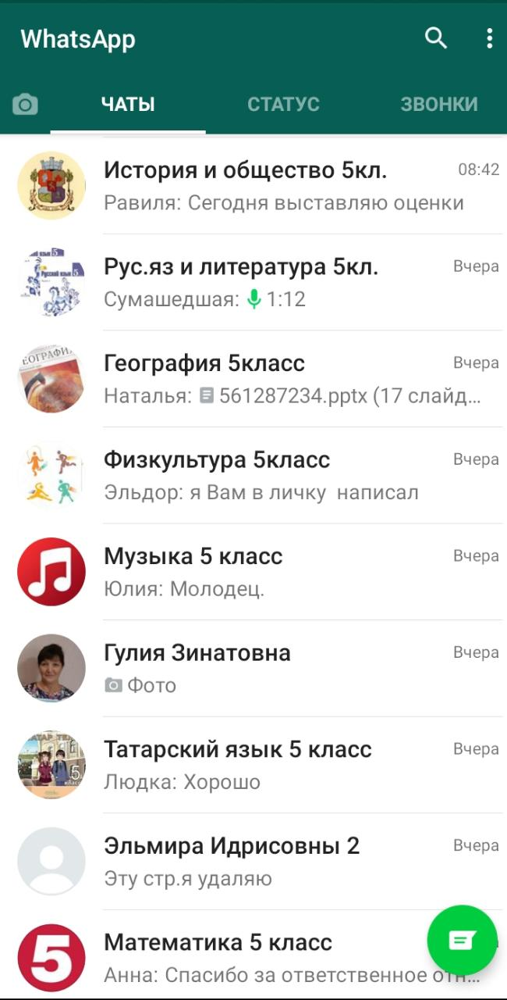 WhatsApp
ЧАТЫ СТАТУС ЗВОНКИ
История и общество 5кл. 08:42
Равиля: Сегодня выставляю оценки
Рус.яз и литература 5кл. Вчера
Сумашедшая: 1:12
География 5класс Вчера
Наталья: 561287234.pptx (17 слайд...
Физкультура 5класс Вчера
Эльдор: я Вам в личку написал
Музыка 5 класс Вчера
Юлия: Молодец.
Гулия Зинатовна Вчера
Фото
Татарский язык 5 класс Вчера
Людка: Хорошо
Эльмира Идрисовны 2 Вчера
Эту стр.я удаляю
5
Математика 5 класс
Анна: Спасибо за ответственное отн...